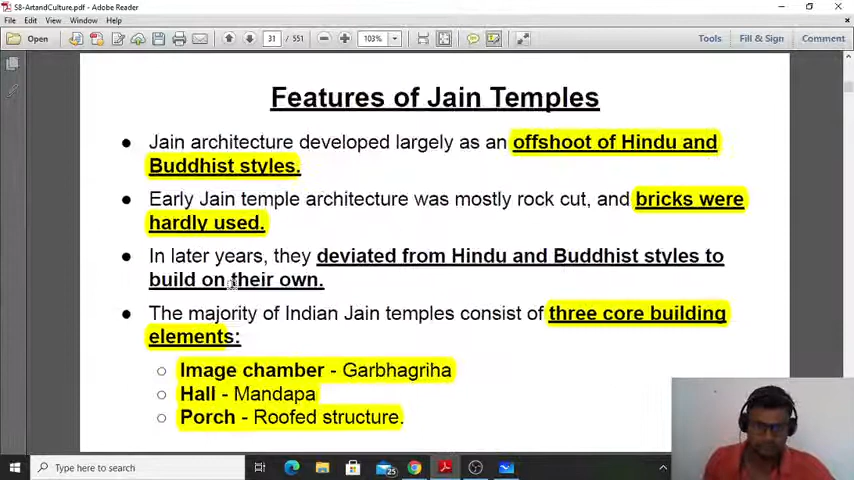 S8-ArtandCulture.pdf - Adobe Reader
File Edit View Window Help
Open 31 / 551 103% Tools Fill & Sign Comment
Features of Jain Temples
● Jain architecture developed largely as an offshoot of Hindu and
Buddhist styles.
● Early Jain temple architecture was mostly rock cut, and bricks were
hardly used.
● In later years, they deviated from Hindu and Buddhist styles to
build on their own.
● The majority of Indian Jain temples consist of three core building
elements:
○ Image chamber - Garbhagriha
○ Hall - Mandapa
○ Porch - Roofed structure.
Type here to search
25